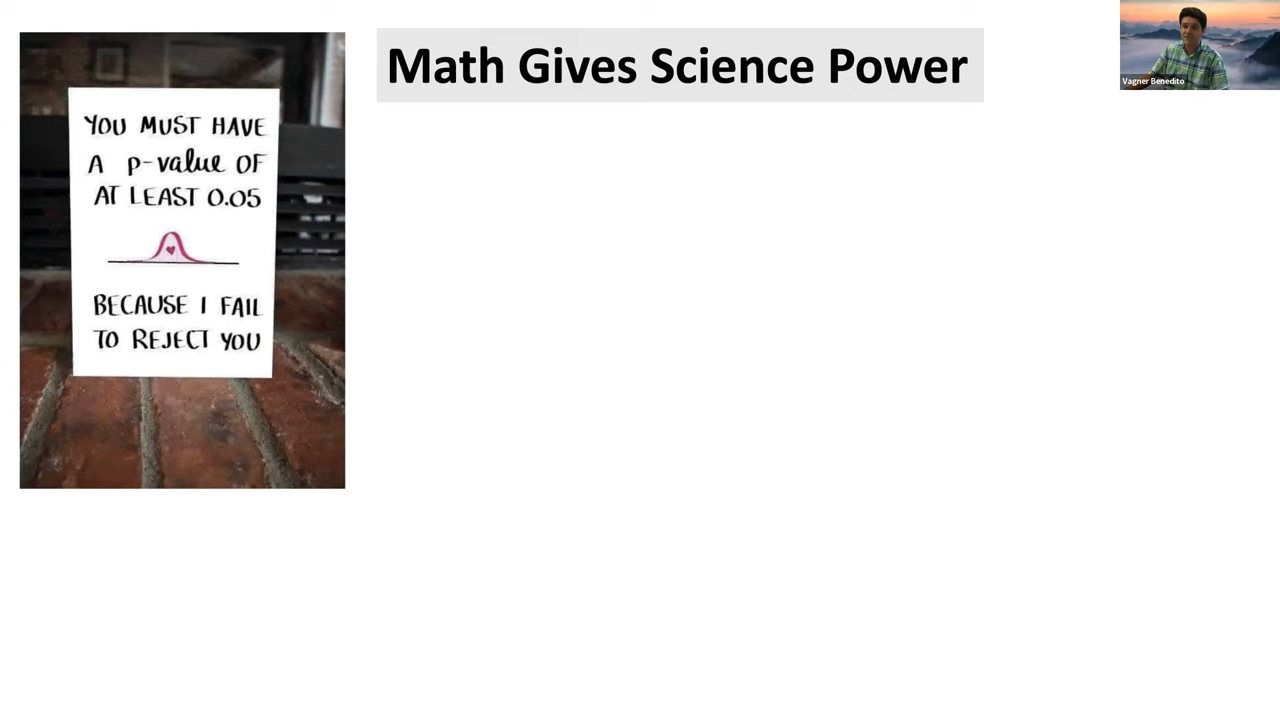 Math Gives Science Power
YOU MUST HAVE
A p-value OF
AT LEAST 0.05
BECAUSE I FAIL
TO REJECT YOU
Vagner Benedito